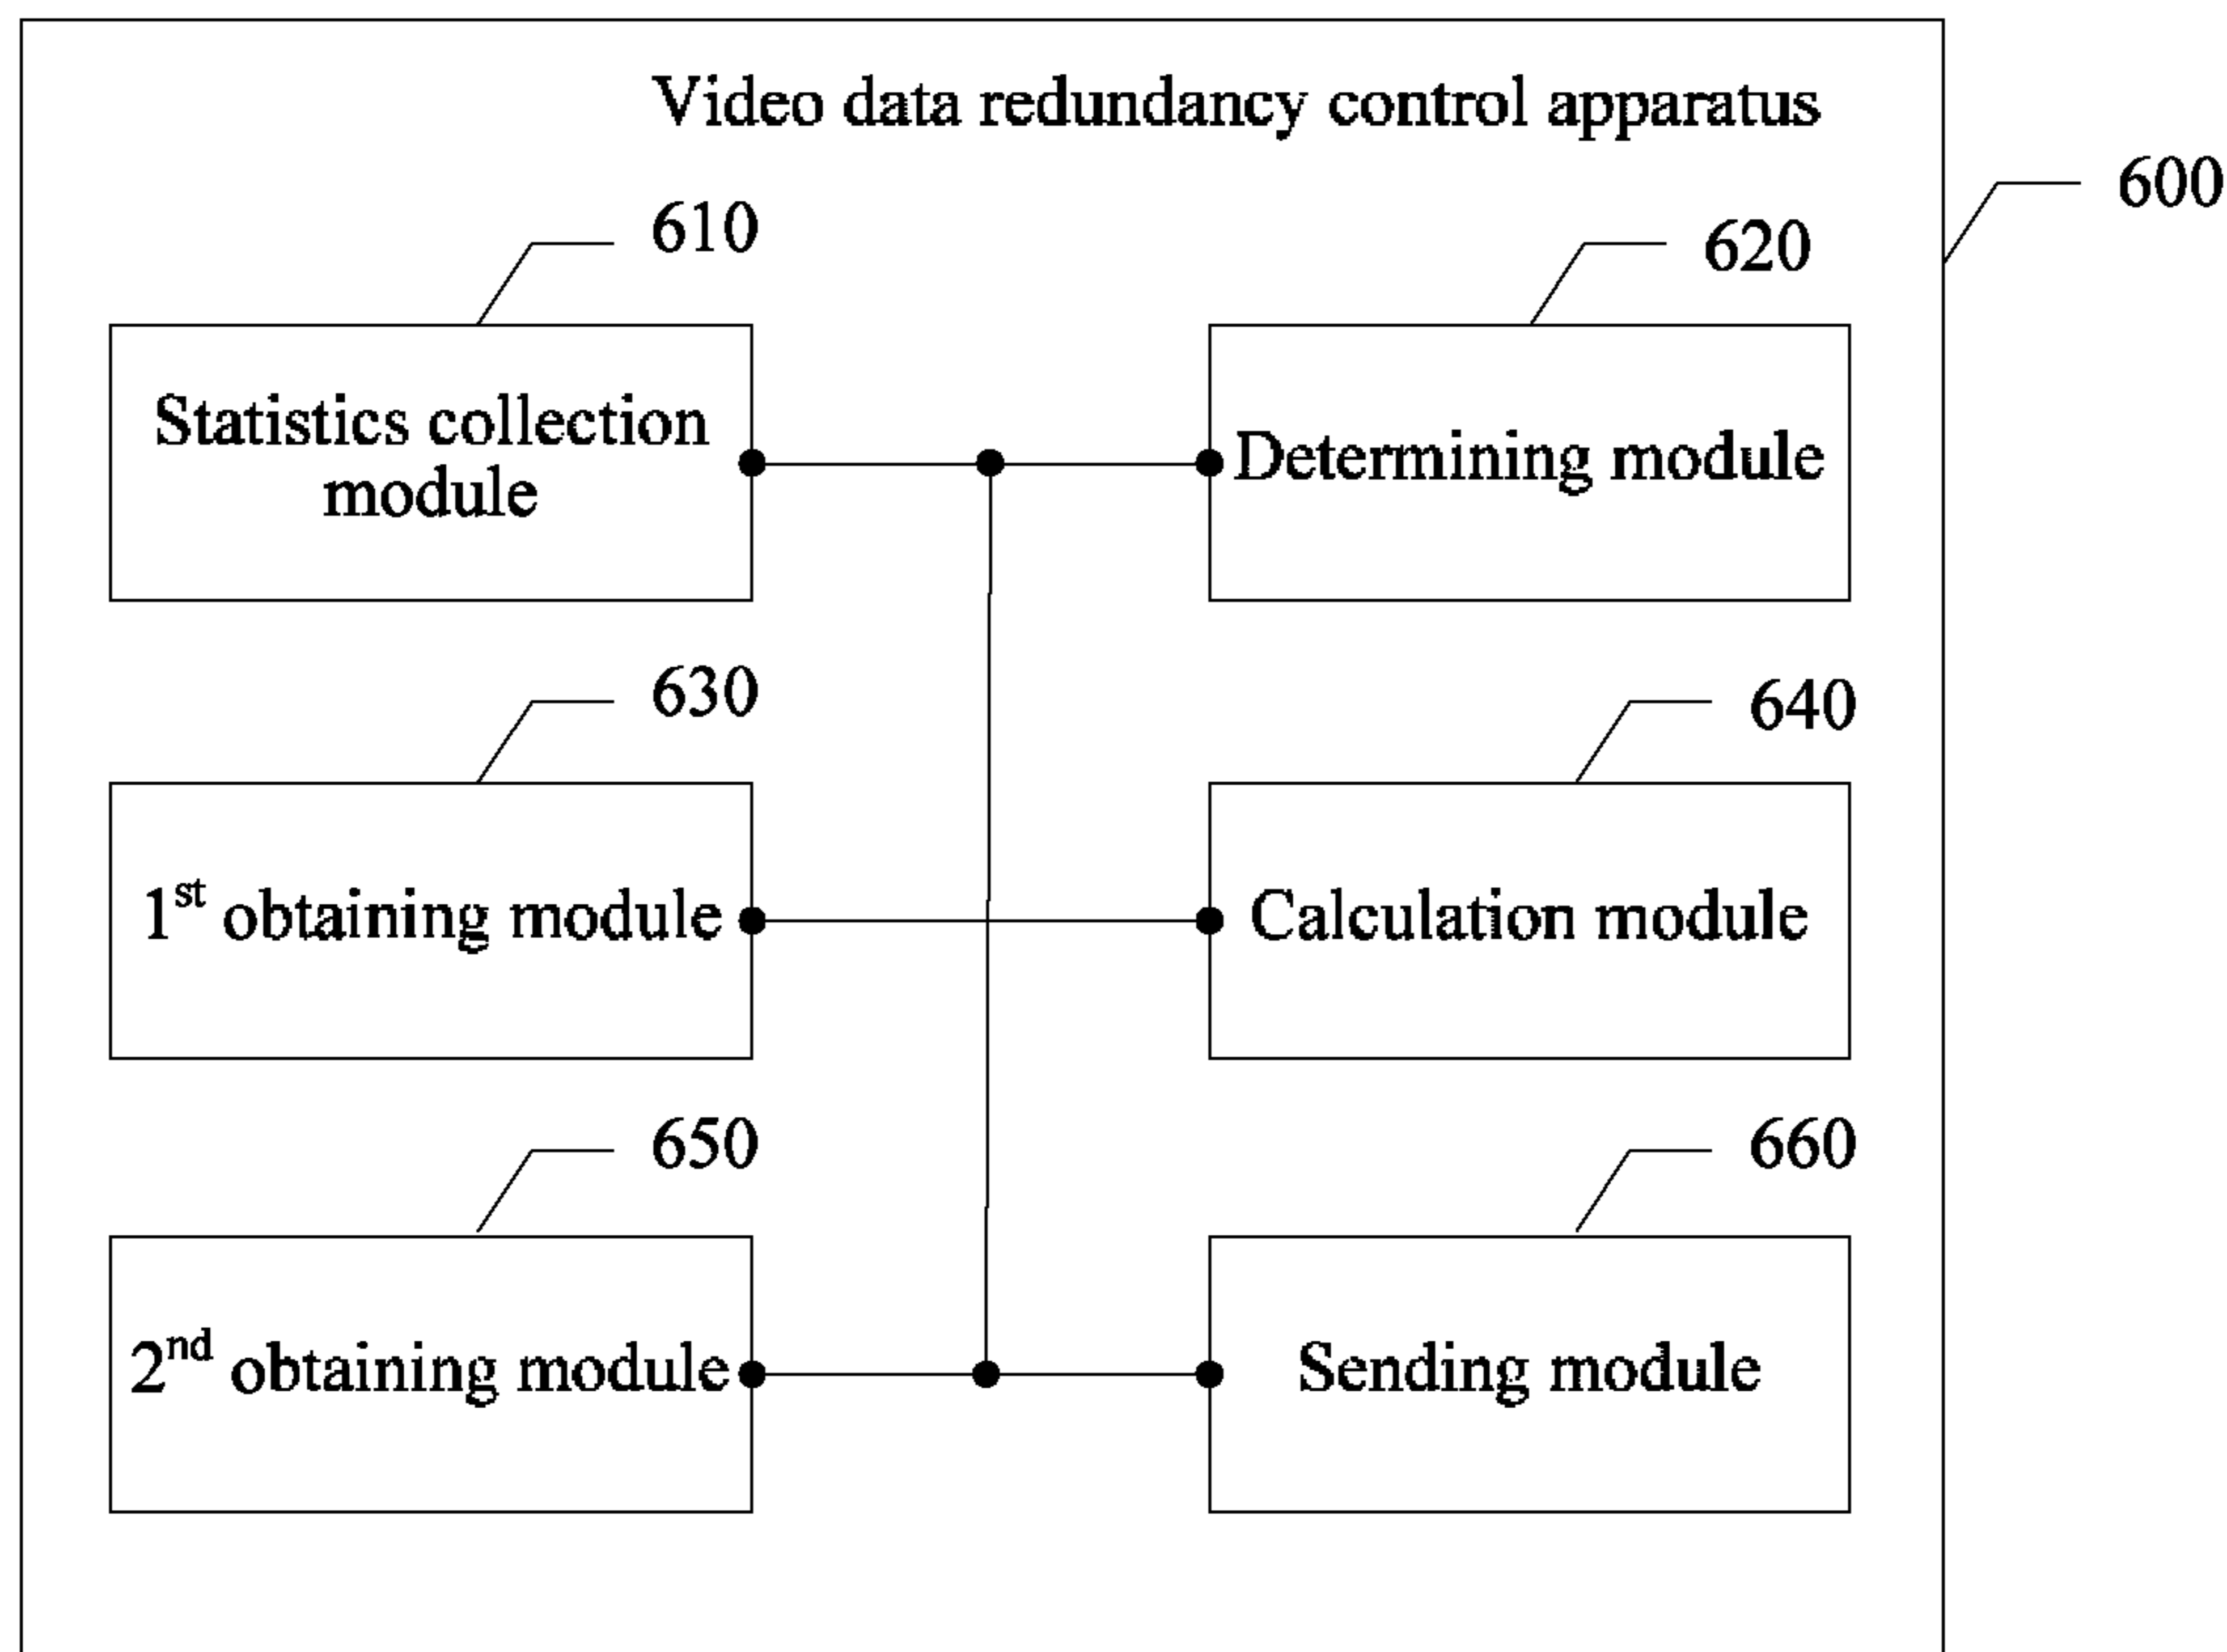 Video data redundancy control apparatus
600
610
620
Statistics collection
module
Determining module
630
640
1st obtaining module
Calculation module
650
660
2nd obtaining module
Sending module